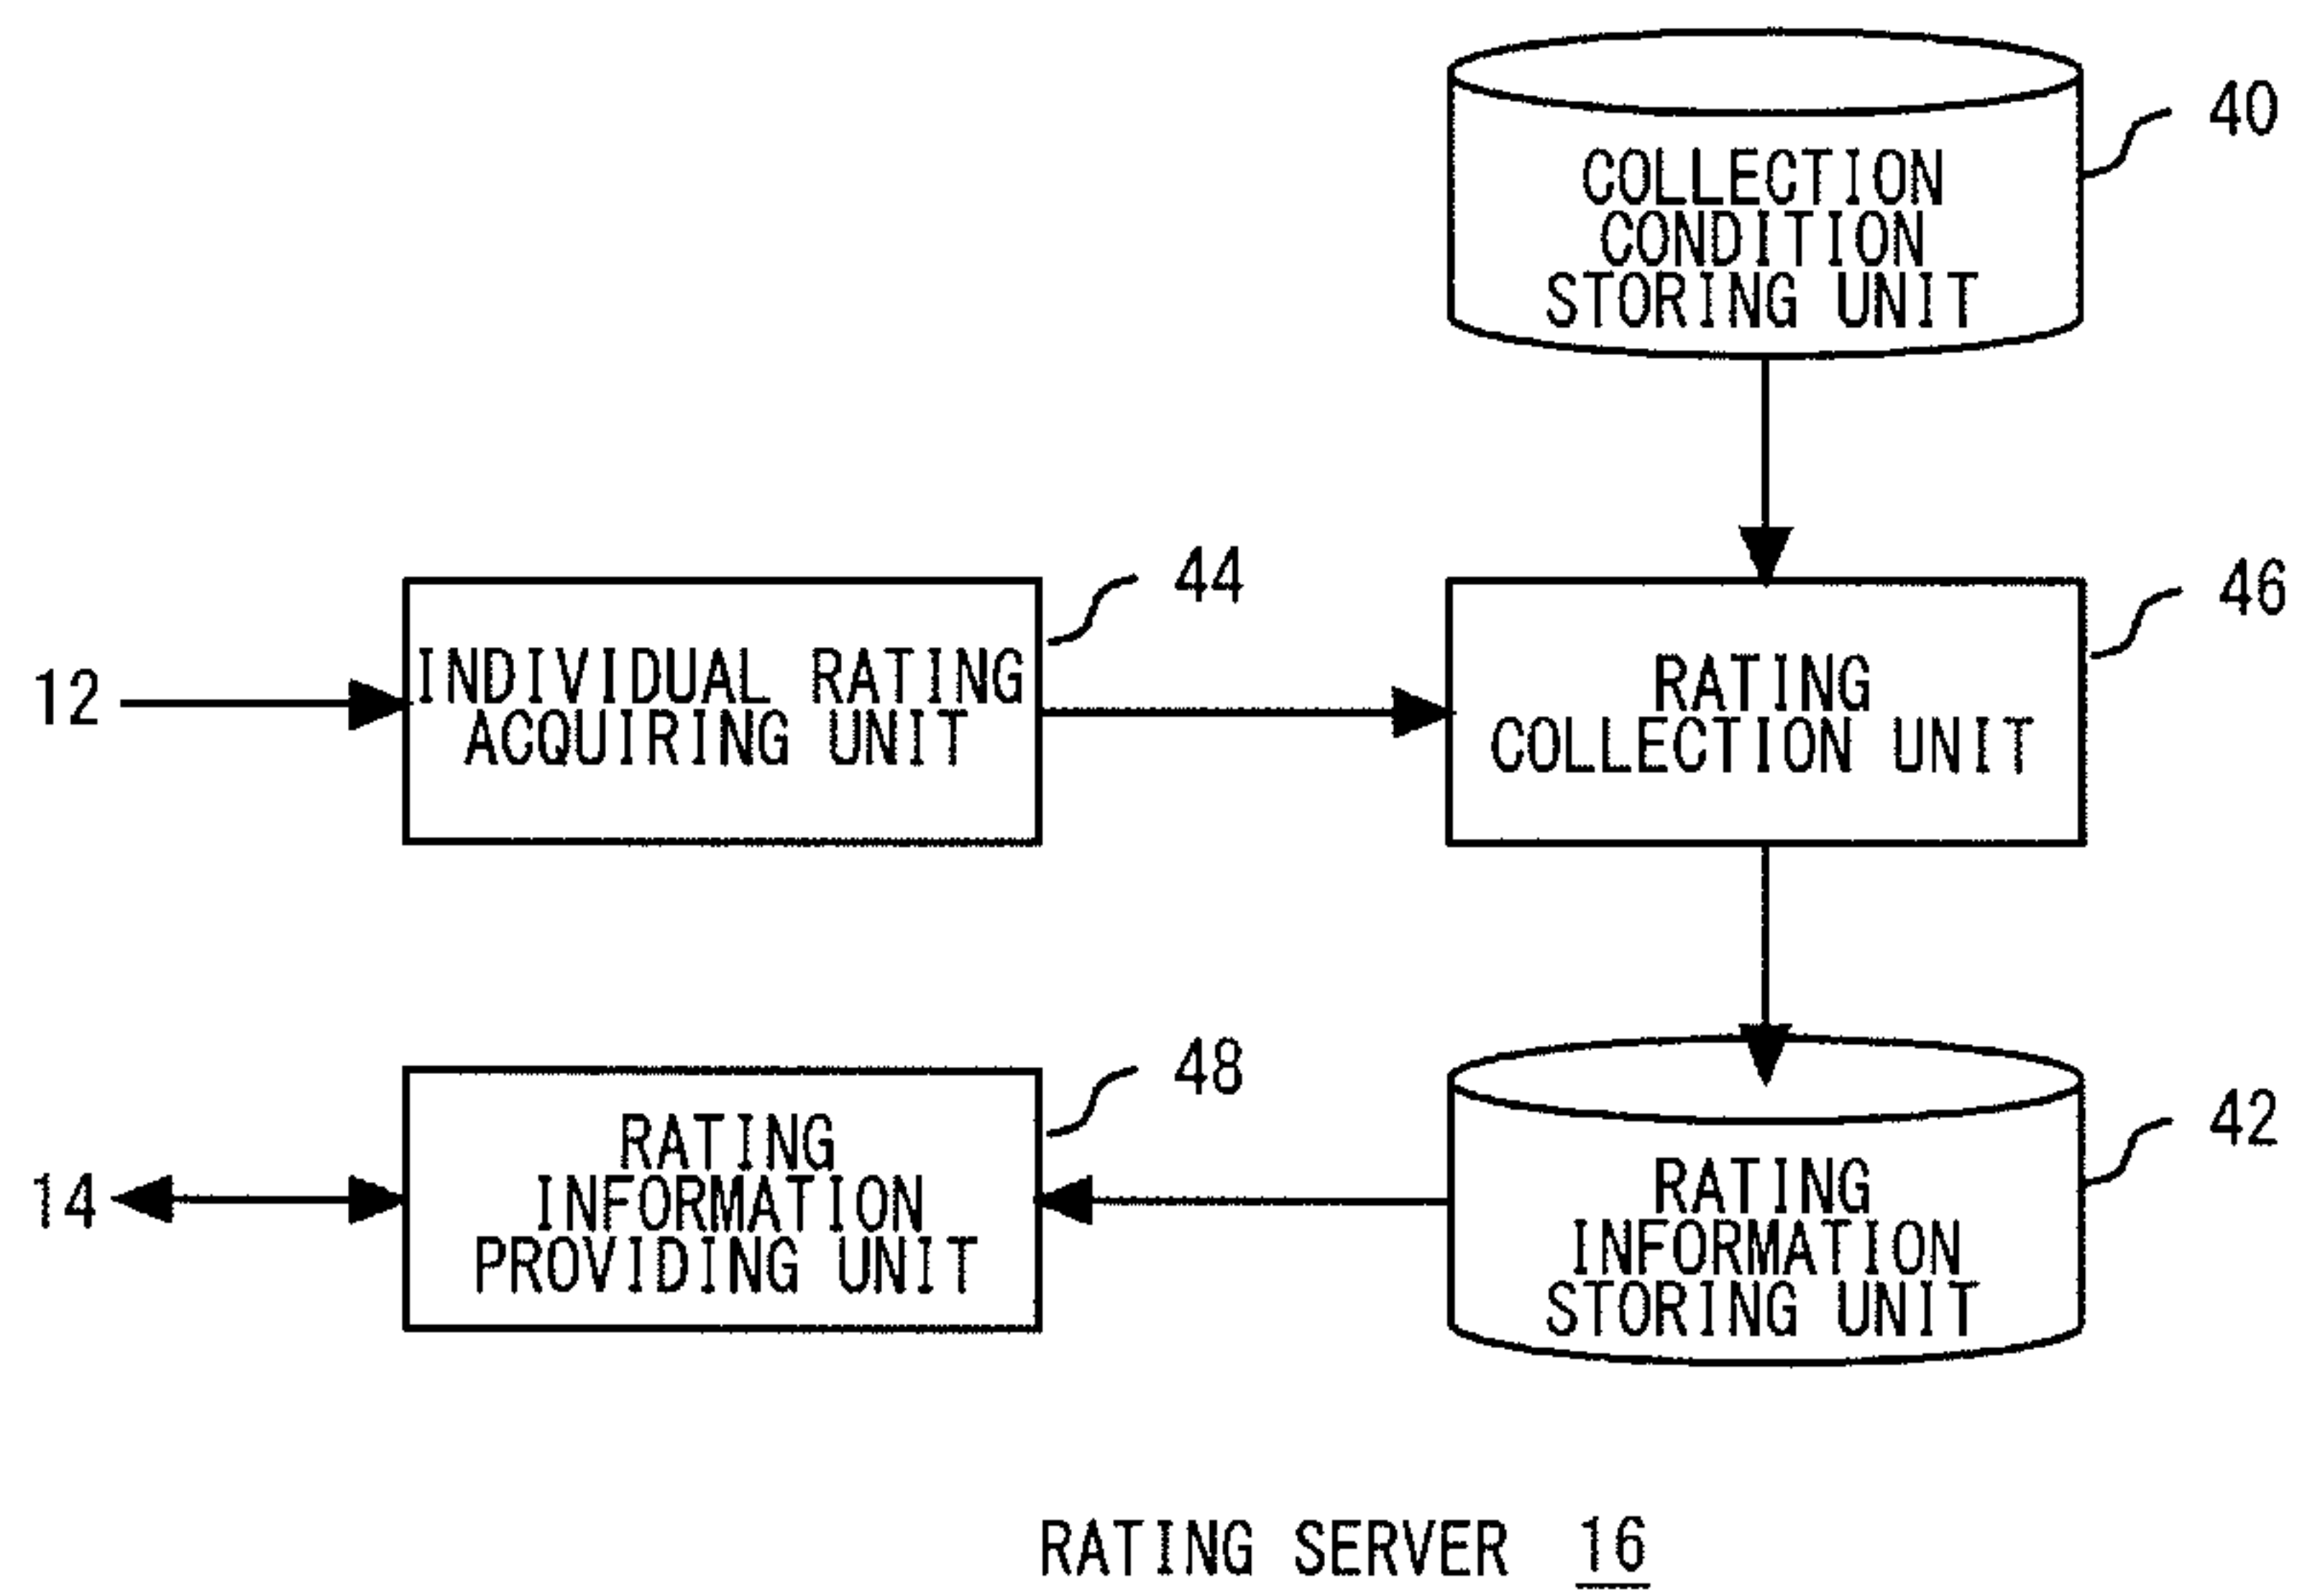 40
COLLECTION
CONDITION
STORING UNIT
44
46
12
INDIVIDUAL RATING
ACQUIRING UNIT
RATING
COLLECTION UNIT
48
42
14
RATING
INFORMATION
PROVIDING UNIT
RATING
INFORMATION
STORING UNIT
RATING SERVER 16